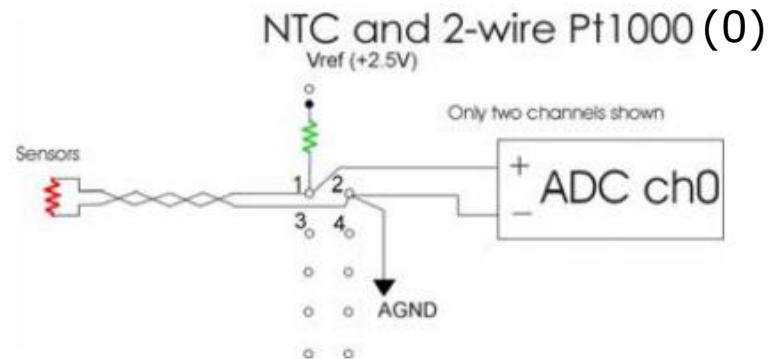 NTC and 2-wire Pt1000 (0)
Vref (+2.5V)
Only two channels shown
Sensors
1 2
+
ADC ch0
−
3 4
AGND